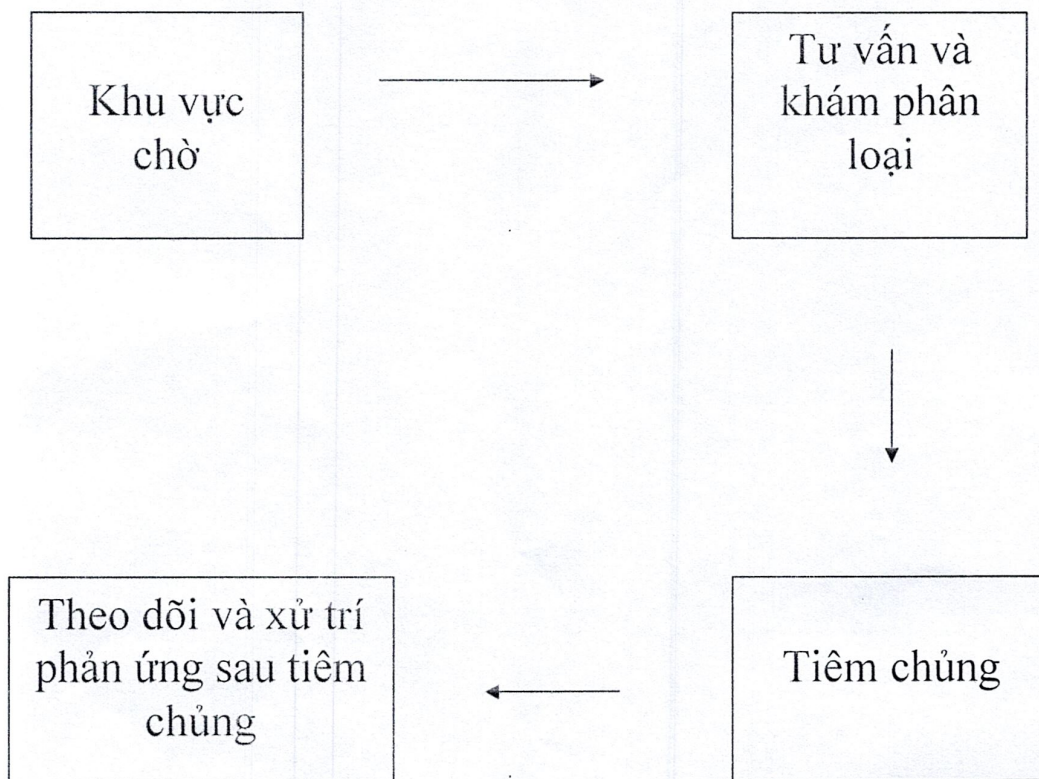 Khu vực
chờ
Tư vấn và
khám phân
loại
Tiêm chủng
Theo dõi và xử trí
phản ứng sau tiêm
chủng